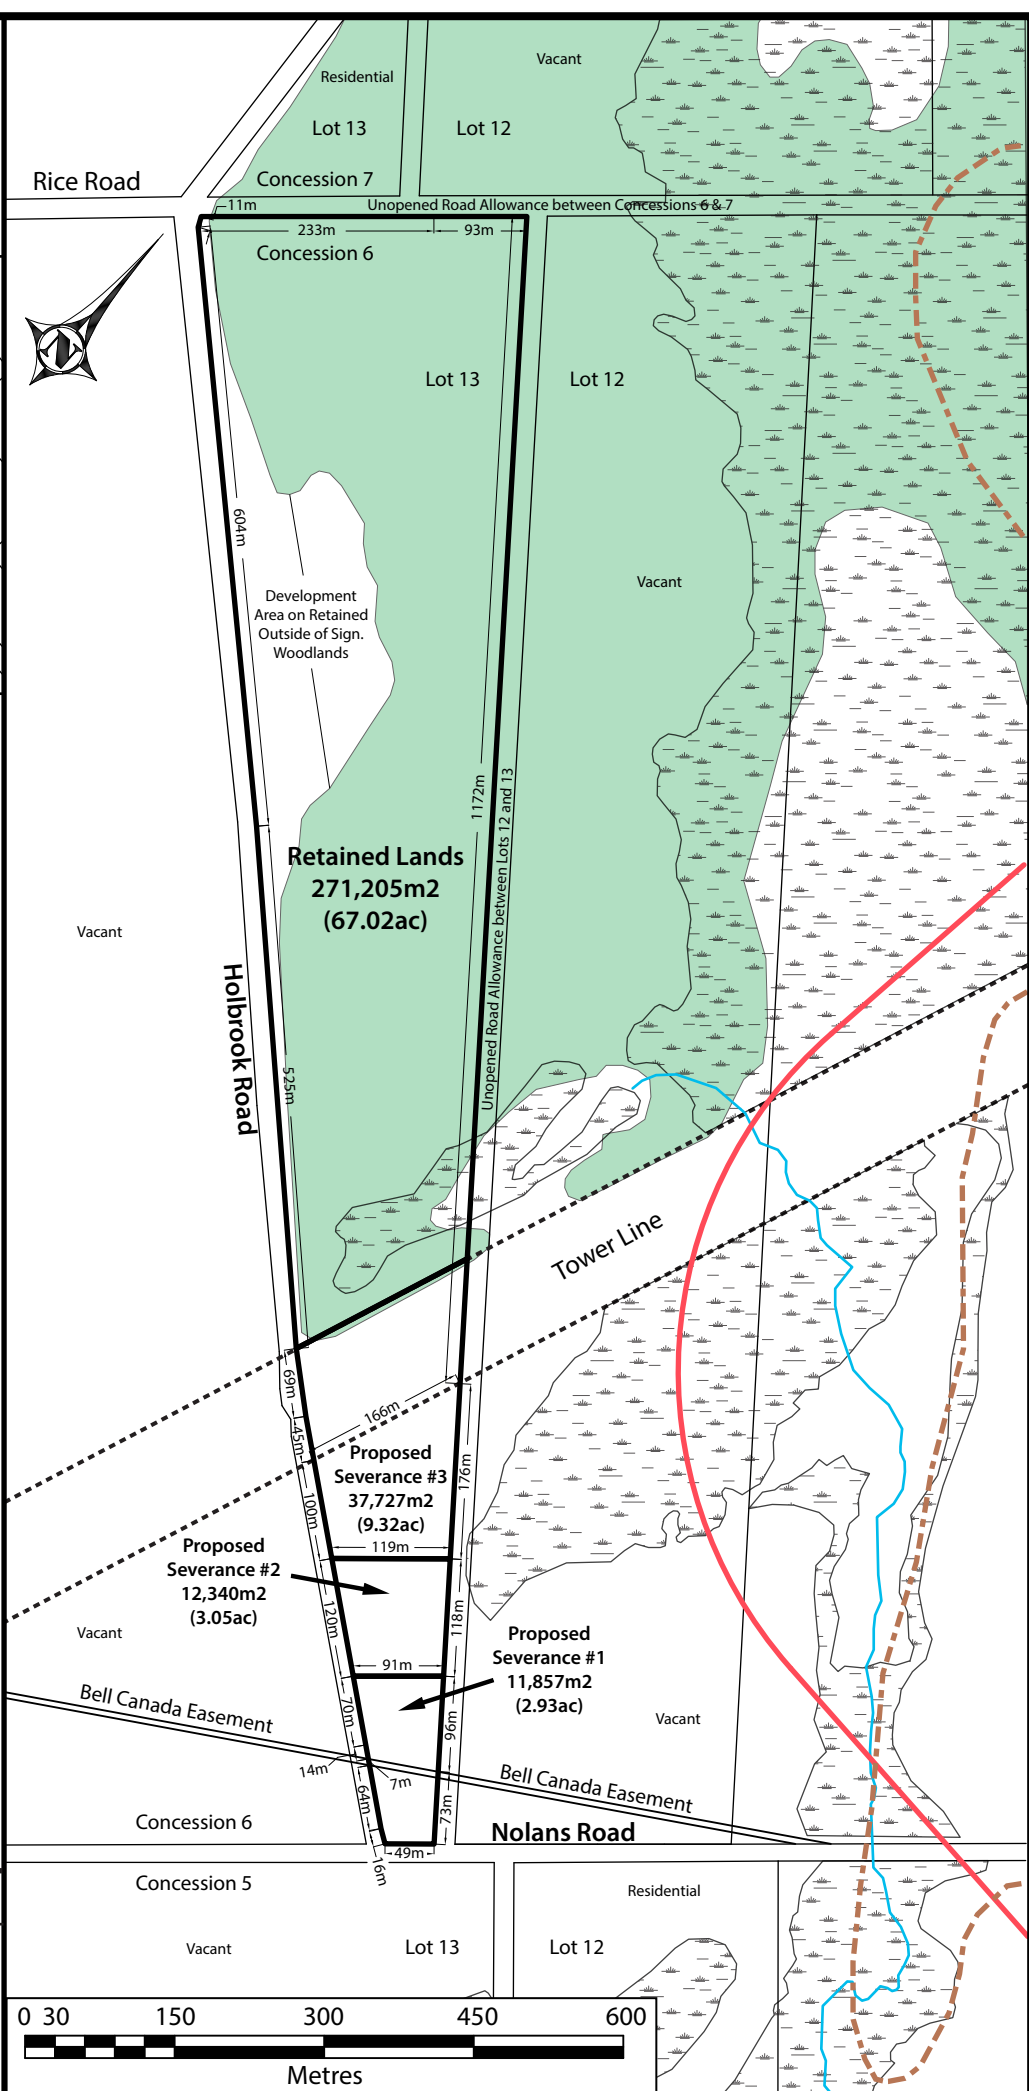 Residential
Vacant
Lot 13
Lot 12
Rice Road
Concession 7
11m
Unopened Road Allowance between Concessions 6 & 7
233m
93m
Concession 6
N
Lot 13
Lot 12
604m
Development
Area on Retained
Outside of Sign.
Woodlands
Vacant
1172m
Unopened Road Allowance between Lots 12 and 13
Retained Lands
271,205m2
(67.02ac)
Vacant
Holbrook Road
525m
Tower Line
69m
166m
45m
Proposed
Severance #3
37,727m2
(9.32ac)
176m
100m
119m
Proposed
Severance #2
12,340m2
(3.05ac)
120m
118m
Vacant
Proposed
Severance #1
11,857m2
(2.93ac)
91m
70m
96m
Vacant
Bell Canada Easement
14m
7m
Bell Canada Easement
64m
73m
Concession 6
Nolans Road
49m
16m
Concession 5
Residential
Vacant
Lot 13
Lot 12
0 30 150 300 450 600
Metres